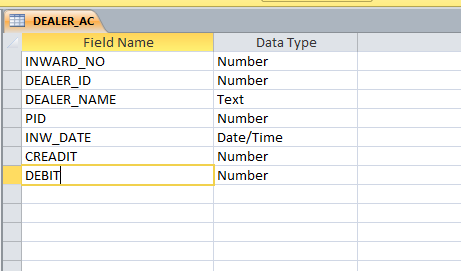 DEALER_AC
Field Name Data Type
INWARD_NO Number
DEALER_ID Number
DEALER_NAME Text
PID Number
INW_DATE Date/Time
CREADIT Number
DEBIT Number